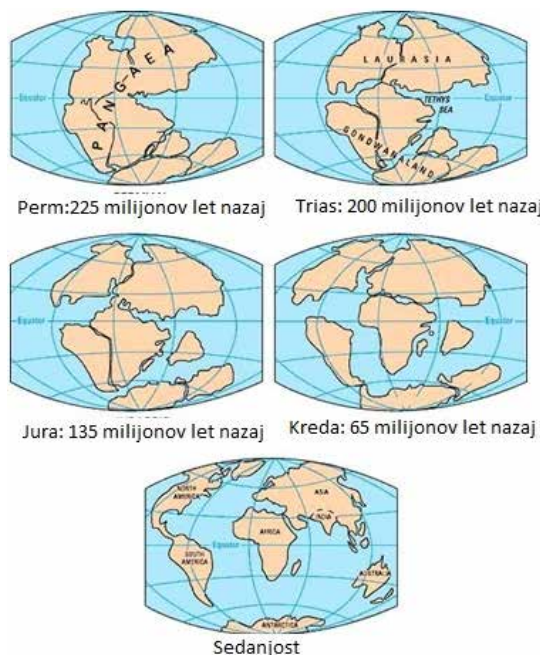 PANGAEA
Equator
Perm:225 milijonov let nazaj
LAURASIA
TETHYS
SEA
Equator
GONDWANALAND
Trias: 200 milijonov let nazaj
Equator
Jura: 135 milijonov let nazaj
Equator
Kreda: 65 milijonov let nazaj
NORTH
AMERICA
ASIA
INDIA
AFRICA
Equator
SOUTH
AMERICA
AUSTRALIA
ANTARCTICA
Sedanjost